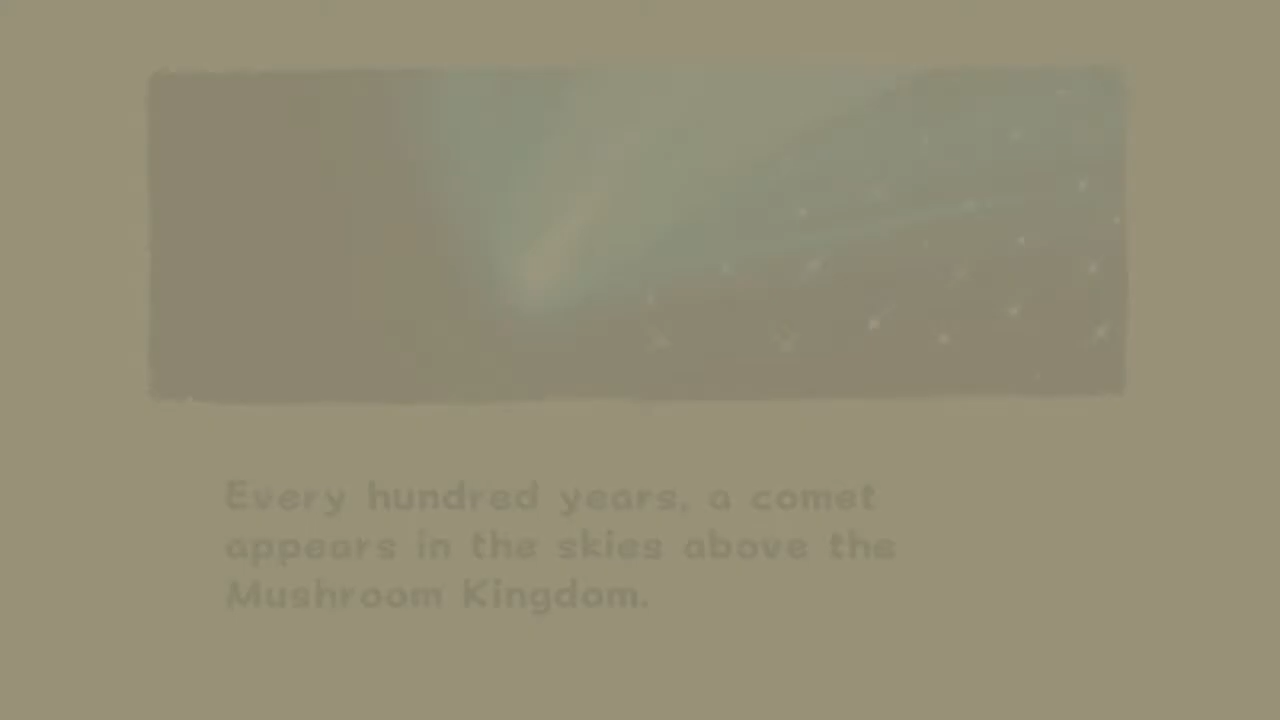 Every hundred years, a comet
appears in the skies above the
Mushroom Kingdom.